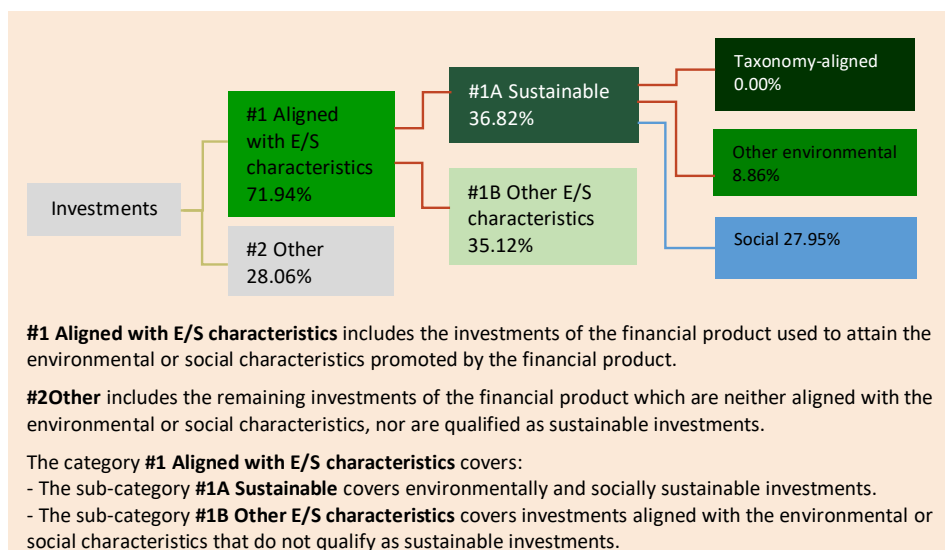 Investments
#1 Aligned
with E/S
characteristics
71.94%
#2 Other
28.06%
#1A Sustainable
36.82%
#1B Other E/S
characteristics
35.12%
Taxonomy-aligned
0.00%
Other environmental
8.86%
Social 27.95%
#1 Aligned with E/S characteristics includes the investments of the financial product used to attain the
environmental or social characteristics promoted by the financial product.
#2Other includes the remaining investments of the financial product which are neither aligned with the
environmental or social characteristics, nor are qualified as sustainable investments.
The category #1 Aligned with E/S characteristics covers:
- The sub-category #1A Sustainable covers environmentally and socially sustainable investments.
- The sub-category #1B Other E/S characteristics covers investments aligned with the environmental or
social characteristics that do not qualify as sustainable investments.